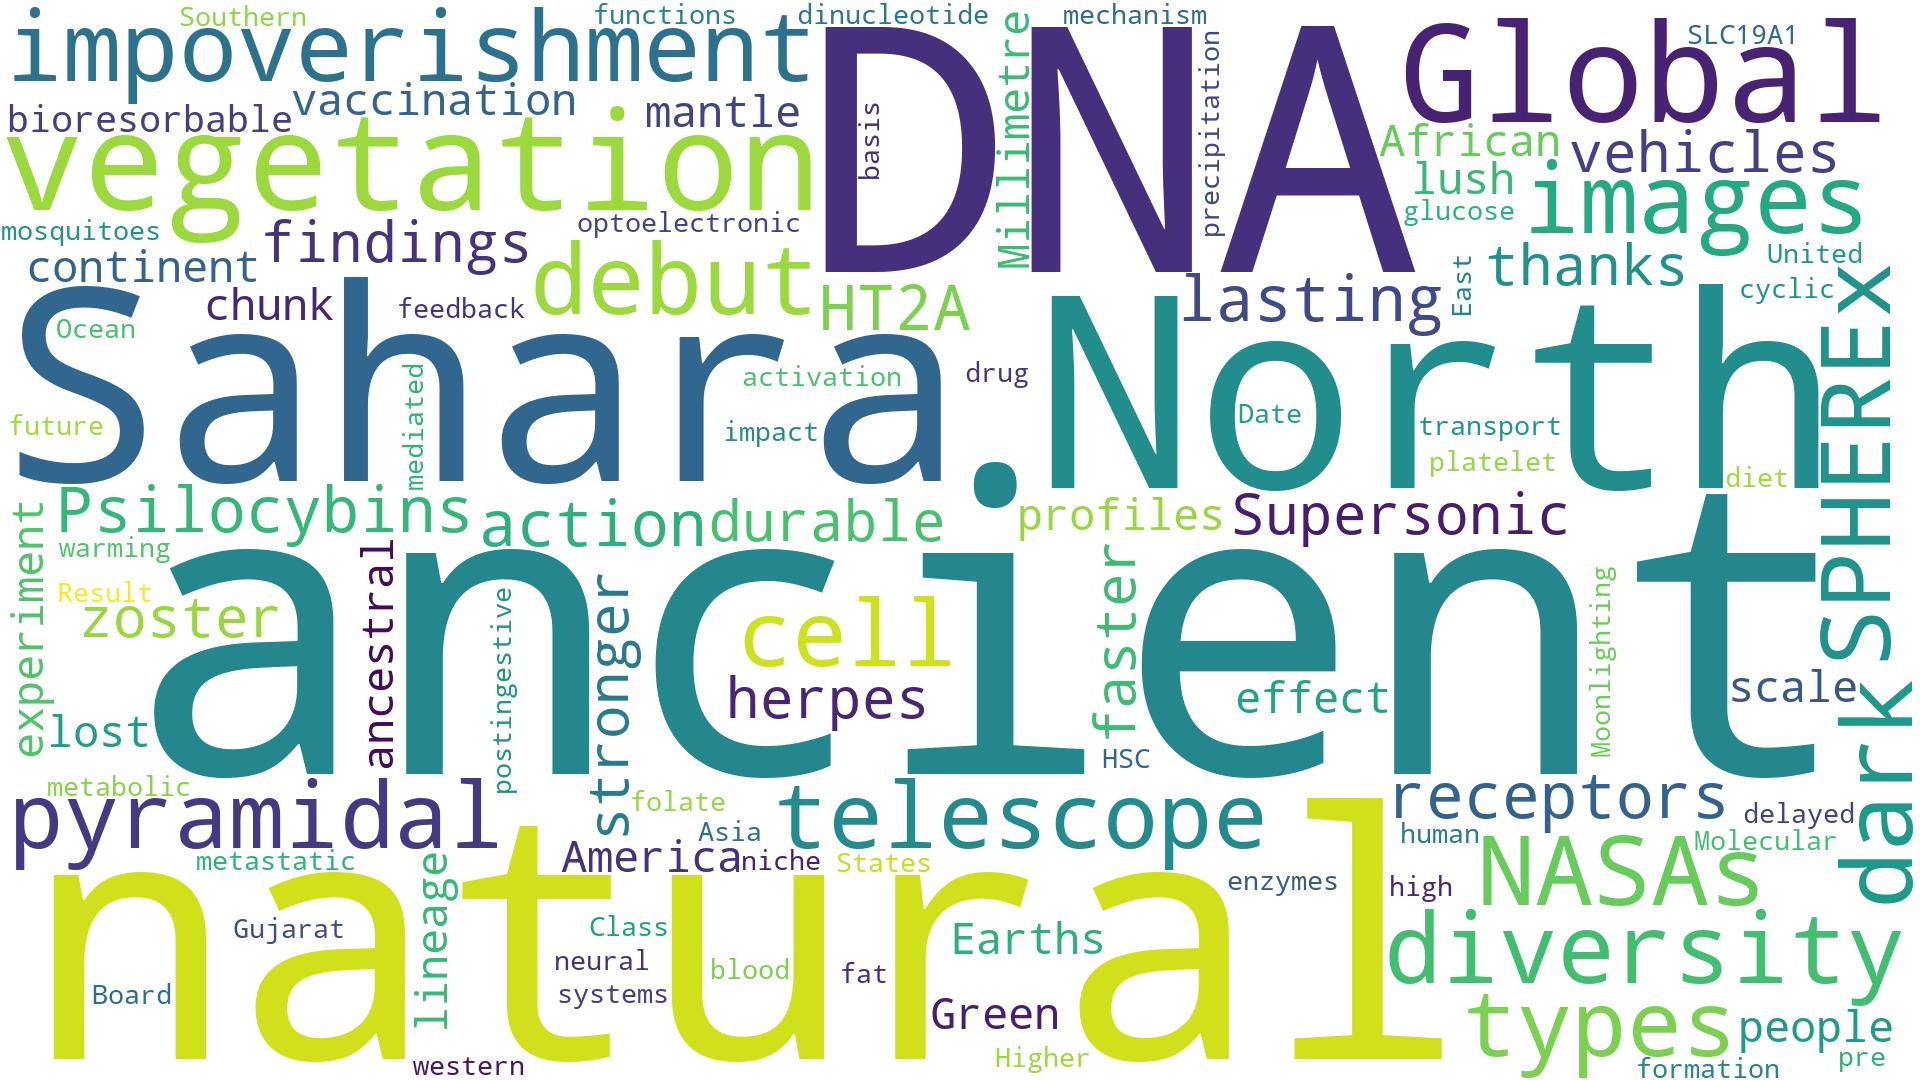 Southern
functions
dinucleotide
mechanism
impoverishment
DNA
Millimetre
precipitation
Global
SLC19A1
bioresorbable
vaccination
mantle
basis
African
vehicles
vegetation
lush
images
glucose
mosquitoes
findings
optoelectronic
continent
debut
thanks
United
East
cyclic
chunk
feedback
HT2A
lasting
Ocean
Sahara
North
SPHEREx
activation
drug
mediated
future
impact
Date
transport
platelet
diet
.
Psilocybins
action
durable
profiles
Supersonic
experiment
warming
Result
zoster
ancestral
ancient
postingestive
stronger
cell
herpes
faster
effect
Moonlighting
scale
lost
HSC
dark
metabolic
pyramidal
folate
telescope
receptors
delayed
Asia
human
Molecular
metastatic
America
niche
States
NASAs
natural
enzymes
high
lineage
Gujarat
Class
Earths
diversity
neural
blood
fat
Board
systems
Green
types
people
western
Higher
formation
pre